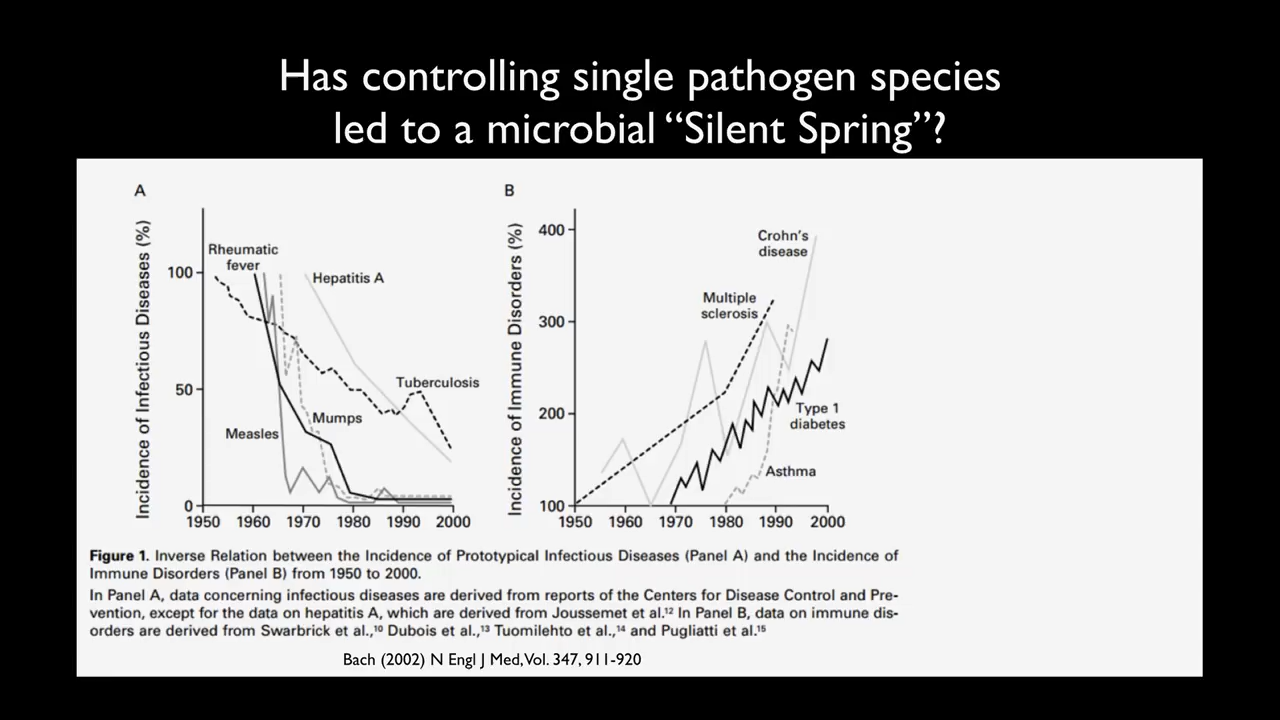 Has controlling single pathogen species
led to a microbial “Silent Spring”?
A
Incidence of Infectious Diseases (%)
100
50
0
1950 1960 1970 1980 1990 2000
Rheumatic
fever
Hepatitis A
Tuberculosis
Mumps
Measles
B
Incidence of Immune Disorders (%)
400
300
200
100
1950 1960 1970 1980 1990 2000
Crohn’s
disease
Multiple
sclerosis
Type 1
diabetes
Asthma
Figure 1. Inverse Relation between the Incidence of Prototypical Infectious Diseases (Panel A) and the Incidence of
Immune Disorders (Panel B) from 1950 to 2000.
In Panel A, data concerning infectious diseases are derived from reports of the Centers for Disease Control and Pre-
vention, except for the data on hepatitis A, which are derived from Joussemet et al.¹² In Panel B, data on immune dis-
orders are derived from Swarbrick et al.,¹⁰ Dubois et al.,¹³ Tuomilehto et al.,¹⁴ and Pugliatti et al.¹⁵
Bach (2002) N Engl J Med, Vol. 347, 911-920